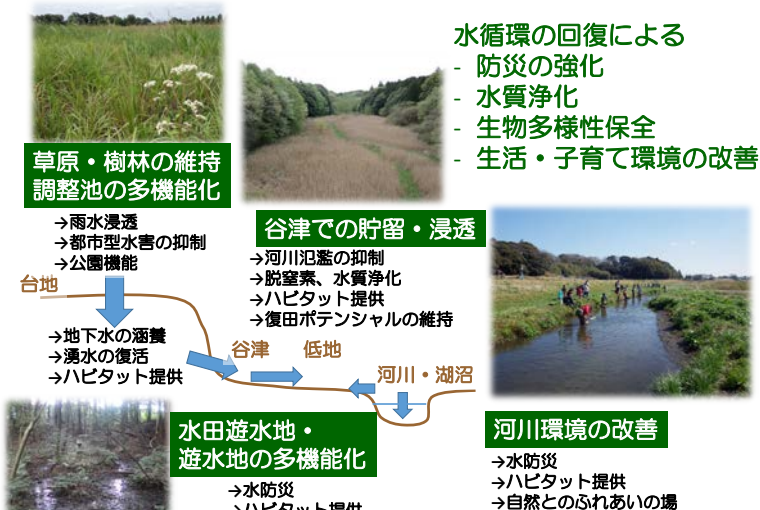 水循環の回復による
- 防災の強化
- 水質浄化
- 生物多様性保全
- 生活・子育て環境の改善
草原・樹林の維持
調整池の多機能化
→雨水浸透
→都市型水害の抑制
→公園機能
谷津での貯留・浸透
→河川氾濫の抑制
→脱窒素、水質浄化
→ハビタット提供
→復田ポテンシャルの維持
台地
→地下水の涵養
→湧水の復活
→ハビタット提供
谷津
低地
河川・湖沼
水田遊水地・
遊水地の多機能化
→水防災
→ハビタット提供
河川環境の改善
→水防災
→ハビタット提供
→自然とのふれあいの場